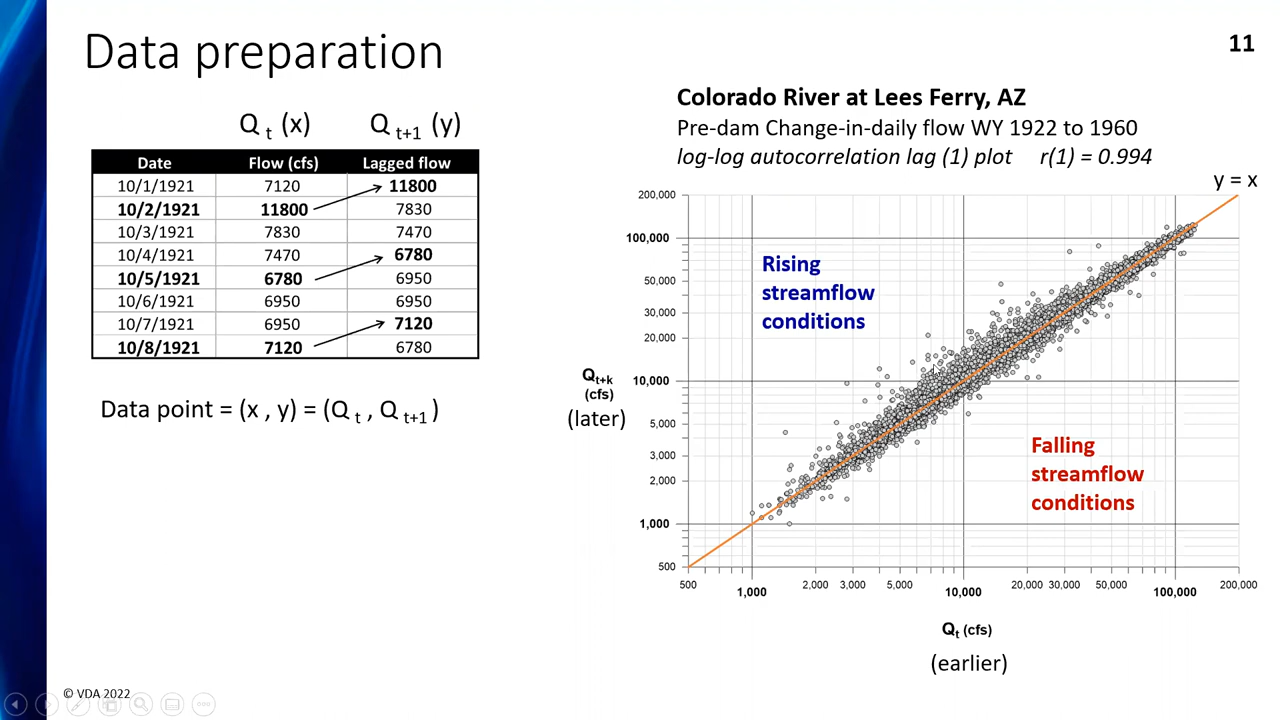 Data preparation
11
Q t (x) Q t+1 (y)
Date Flow (cfs) Lagged flow
10/1/1921 7120 11800
10/2/1921 11800 7830
10/3/1921 7830 7470
10/4/1921 7470 6780
10/5/1921 6780 6950
10/6/1921 6950 6950
10/7/1921 6950 7120
10/8/1921 7120 6780
Data point = (x , y) = (Q t , Q t+1 )
Colorado River at Lees Ferry, AZ
Pre-dam Change-in-daily flow WY 1922 to 1960
log-log autocorrelation lag (1) plot r(1) = 0.994
y = x
200,000
100,000
50,000
30,000
20,000
10,000
5,000
3,000
2,000
1,000
500
Qt+k
(cfs)
(later)
Rising
streamflow
conditions
Falling
streamflow
conditions
500 1,000 2,000 3,000 5,000 10,000 20,000 30,000 50,000 100,000 200,000
Qt (cfs)
(earlier)
© VDA 2022